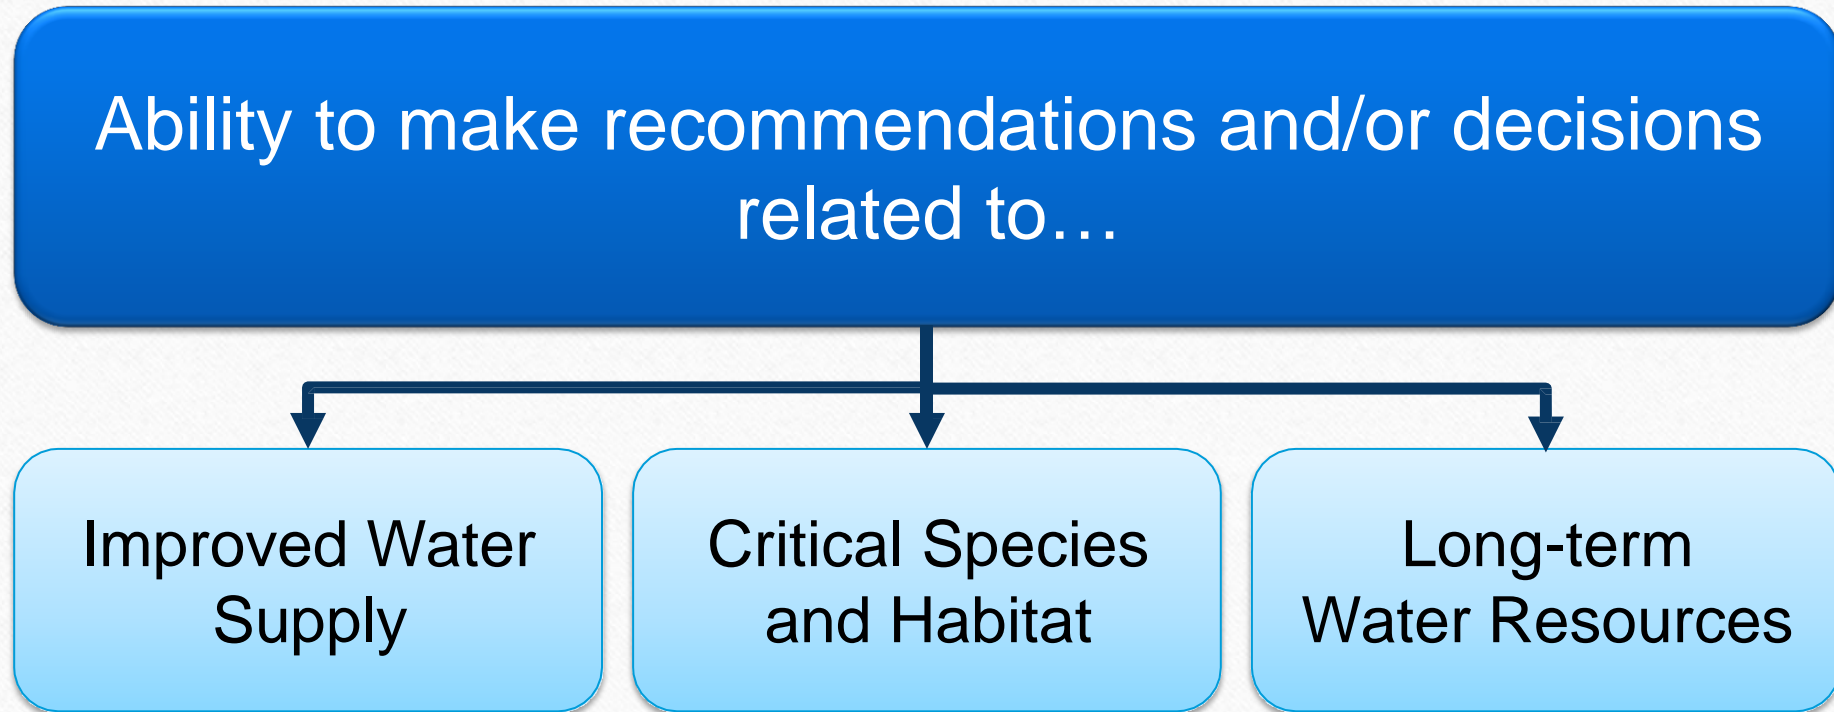 Ability to make recommendations and/or decisions
related to…
Improved Water
Supply
Critical Species
and Habitat
Long-term
Water Resources